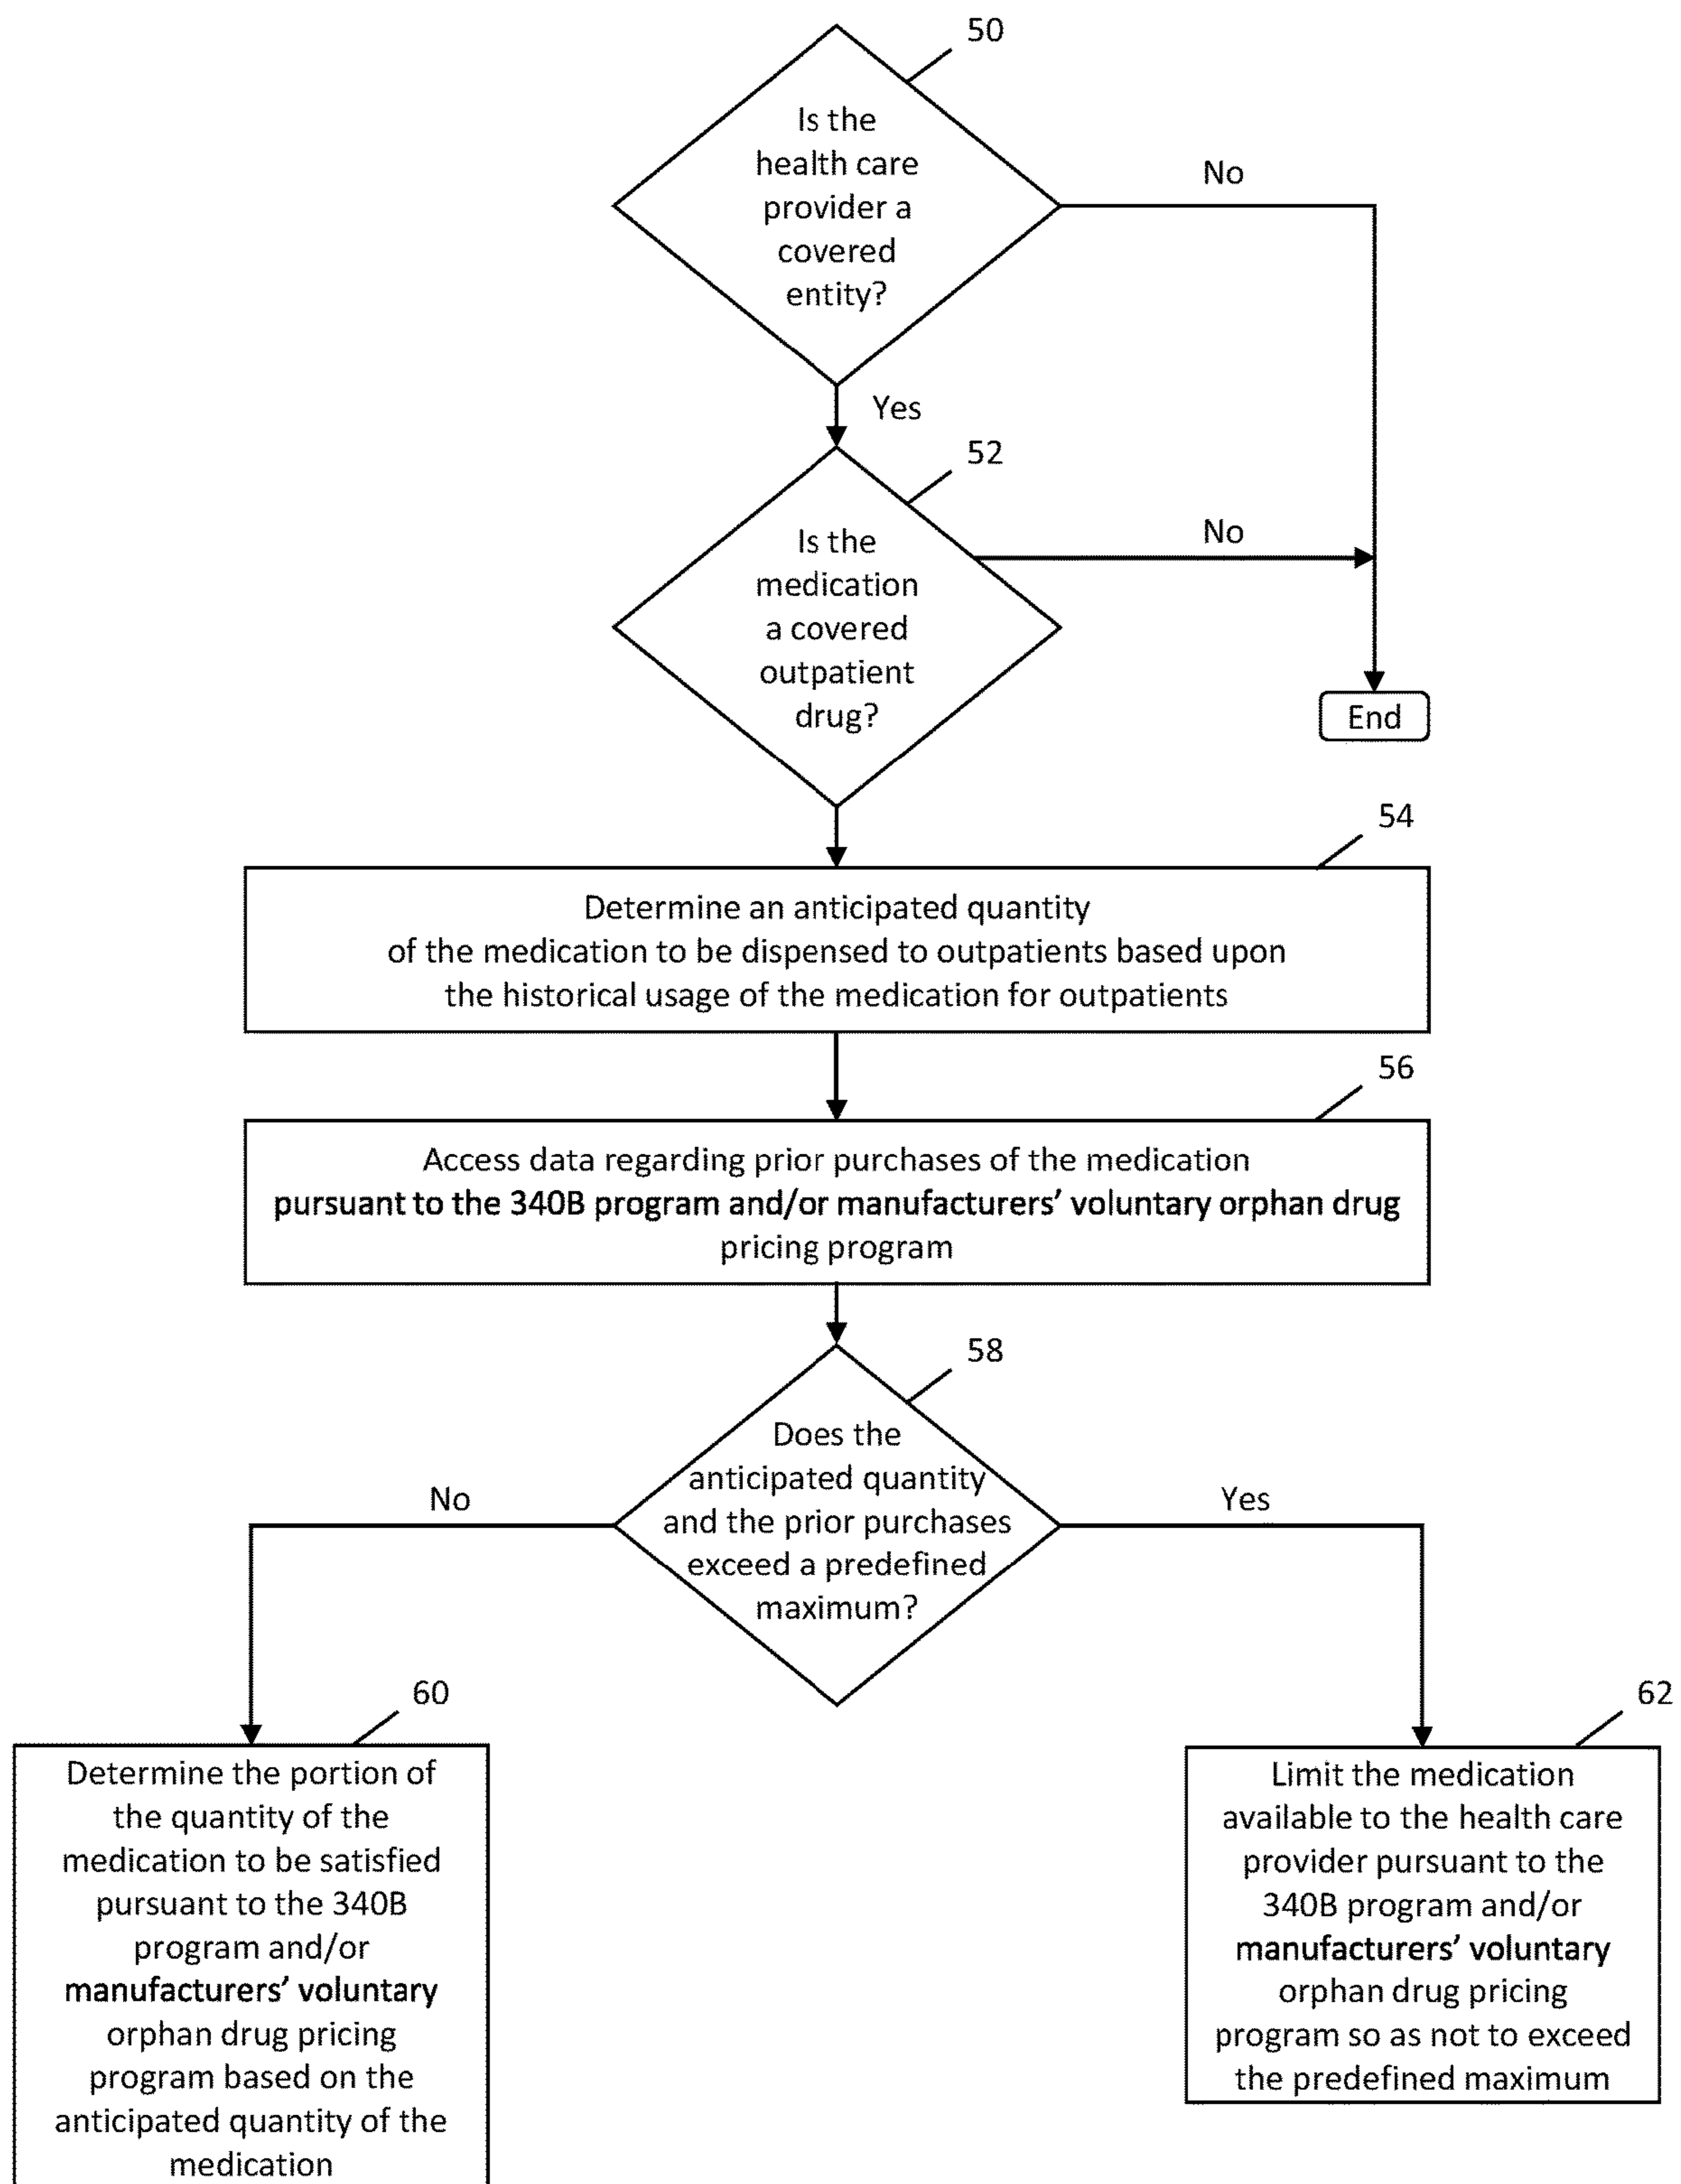 50
Is the
health care
provider a
covered
entity?
No
Yes
52
Is the
medication
a covered
outpatient
drug?
No
End
54
Determine an anticipated quantity
of the medication to be dispensed to outpatients based upon
the historical usage of the medication for outpatients
56
Access data regarding prior purchases of the medication
pursuant to the 340B program and/or manufacturers’ voluntary orphan drug
pricing program
58
Does the
anticipated quantity
and the prior purchases
exceed a predefined
maximum?
No
Yes
60
Determine the portion of
the quantity of the
medication to be satisfied
pursuant to the 340B
program and/or
manufacturers’ voluntary
orphan drug pricing
program based on the
anticipated quantity of the
medication
62
Limit the medication
available to the health care
provider pursuant to the
340B program and/or
manufacturers’ voluntary
orphan drug pricing
program so as not to exceed
the predefined maximum